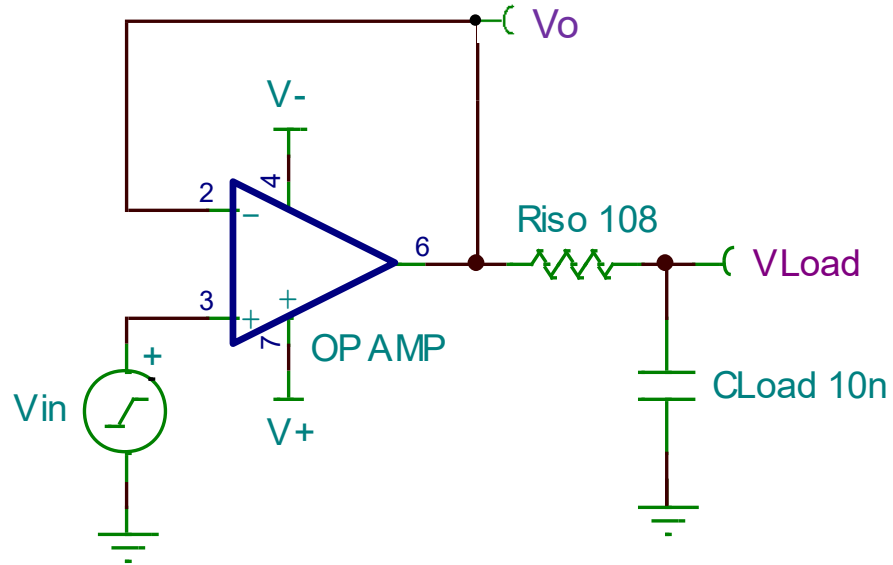 Vo
V-
4
2
-
Riso 108
6
VLoad
3
+
+
7
OP AMP
+
Vin
V+
CLoad 10n